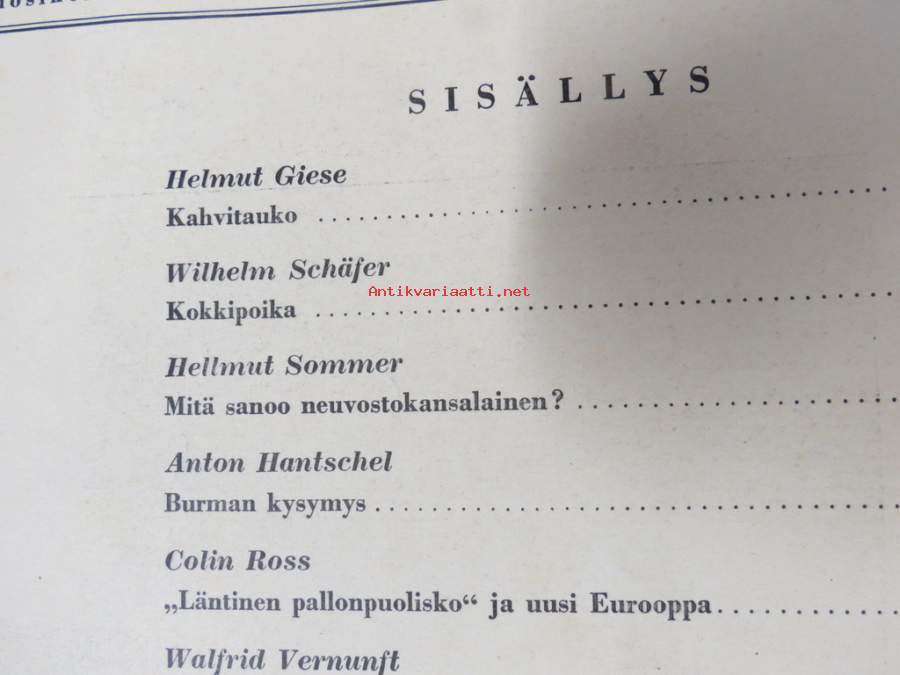 SISÄLLYS
Helmut Giese
Kahvitauko ........................................
Wilhelm Schäfer
Antikvariaatti.net
Kokkipoika ........................................
Hellmut Sommer
Mitä sanoo neuvostokansalainen? ..................
Anton Hantschel
Burman kysymys ..............................
Colin Ross
„Läntinen pallonpuolisko“ ja uusi Eurooppa..........
Walfrid Vernunft